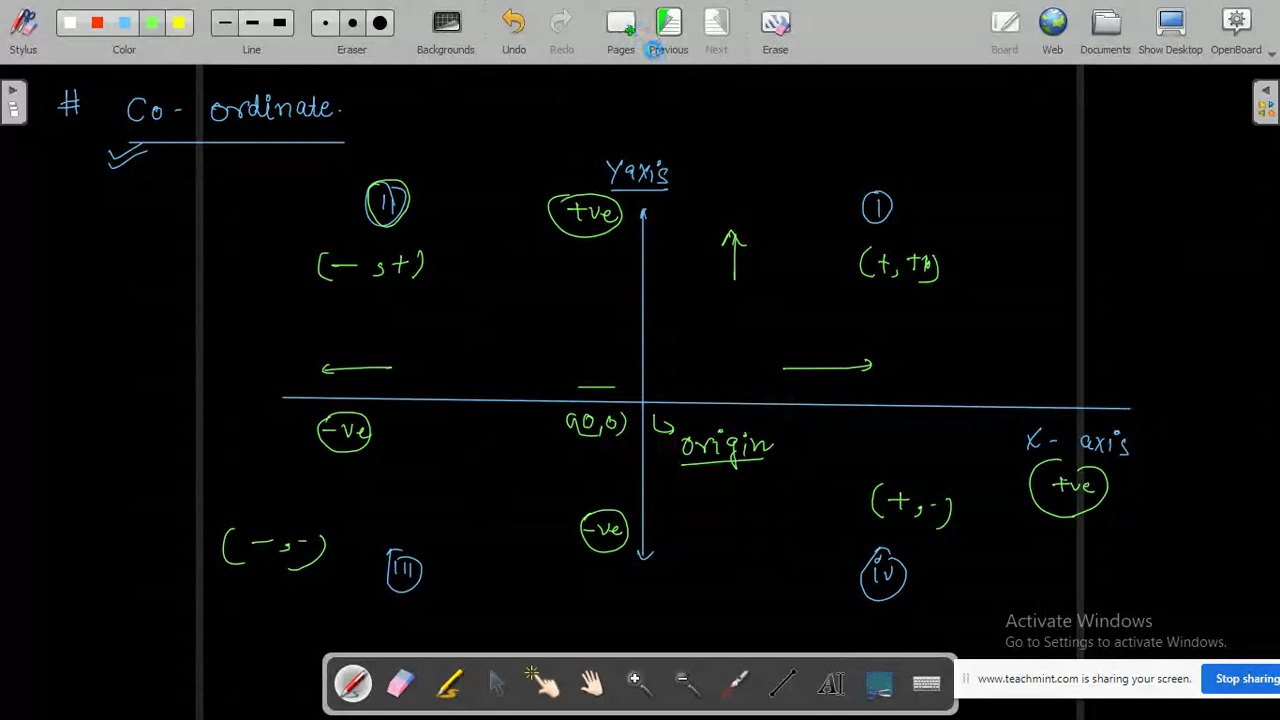 Stylus
Color
Line
Eraser
Backgrounds
Undo
Redo
Pages
Previous
Next
Erase
Board
Web
Documents
Show Desktop
OpenBoard
# Co-ordinate.
Yaxis
II
+ve
I
(- , +)
(+, +)
-ve
(0,0)
origin
X- axis
+ve
(+, -)
-ve
(-, -)
III
IV
Activate Windows
Go to Settings to activate Windows.
www.teachmint.com is sharing your screen.
Stop sharing